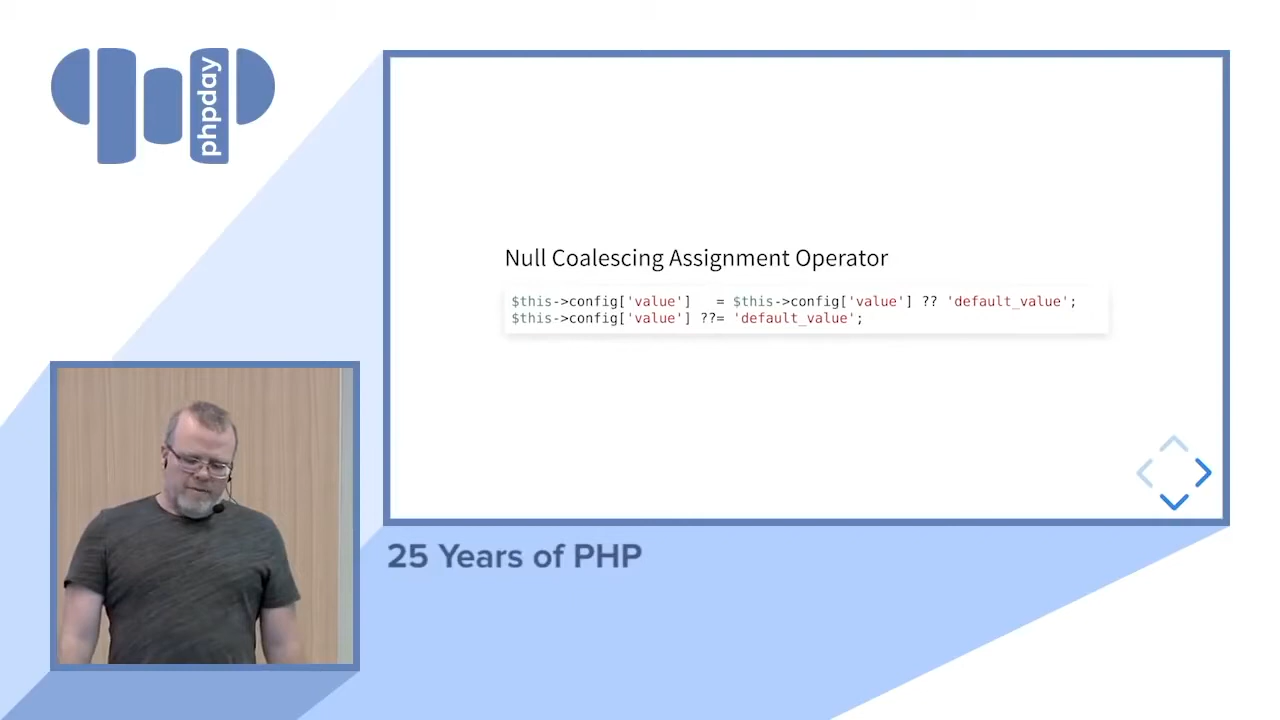 phpday
Null Coalescing Assignment Operator
$this->config['value']   = $this->config['value'] ?? 'default_value';
$this->config['value'] ??= 'default_value';
25 Years of PHP